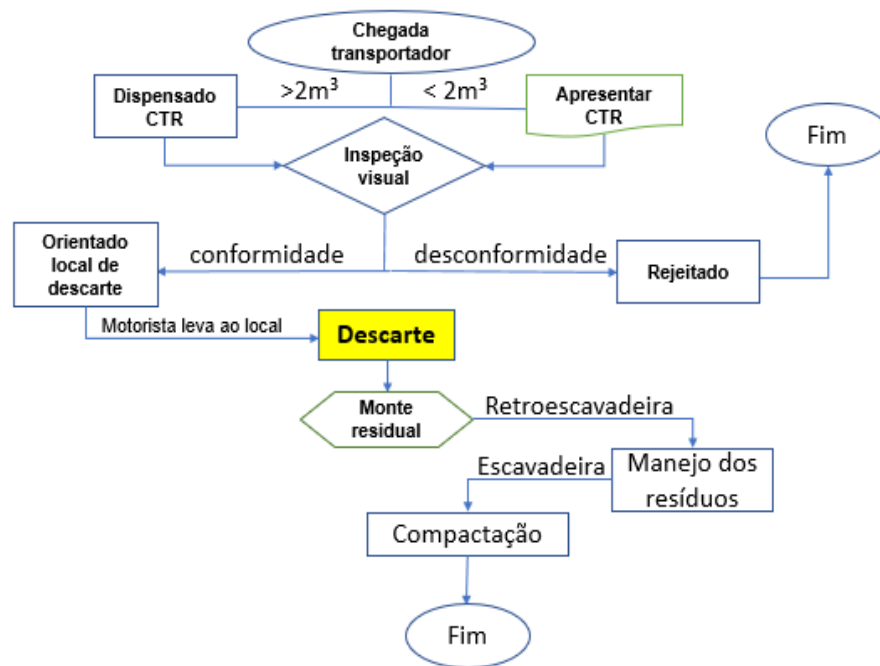 Chegada
transportador
>2m³
< 2m³
Dispensado
CTR
Apresentar
CTR
Fim
Inspeção
visual
Orientado
local de
descarte
conformidade
desconformidade
Rejeitado
Motorista leva ao local
Descarte
Monte
residual
Retroescavadeira
Escavadeira
Manejo dos
resíduos
Compactação
Fim